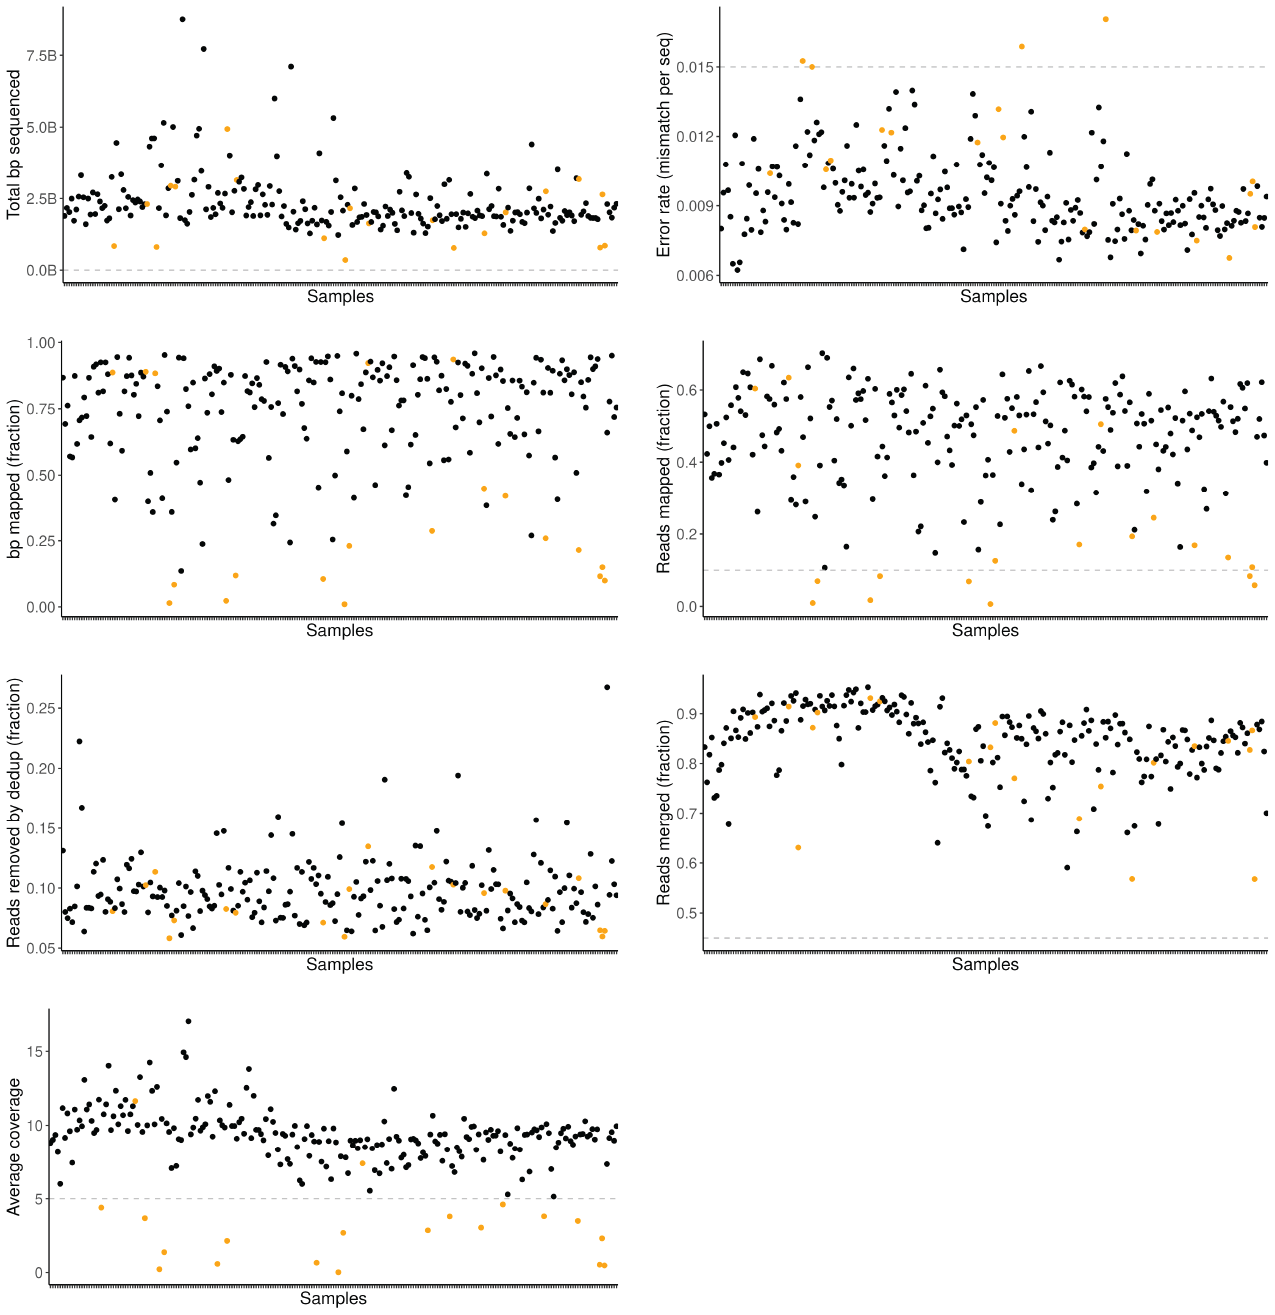 Total bp sequenced
7.5B
5.0B
2.5B
0.0B
Samples
Error rate (mismatch per seq)
0.015
0.012
0.009
0.006
Samples
bp mapped (fraction)
1.00
0.75
0.50
0.25
0.00
Samples
Reads mapped (fraction)
0.6
0.4
0.2
0.0
Samples
Reads removed by dedup (fraction)
0.25
0.20
0.15
0.10
0.05
Samples
Reads merged (fraction)
0.9
0.8
0.7
0.6
0.5
Samples
Average coverage
15
10
5
0
Samples